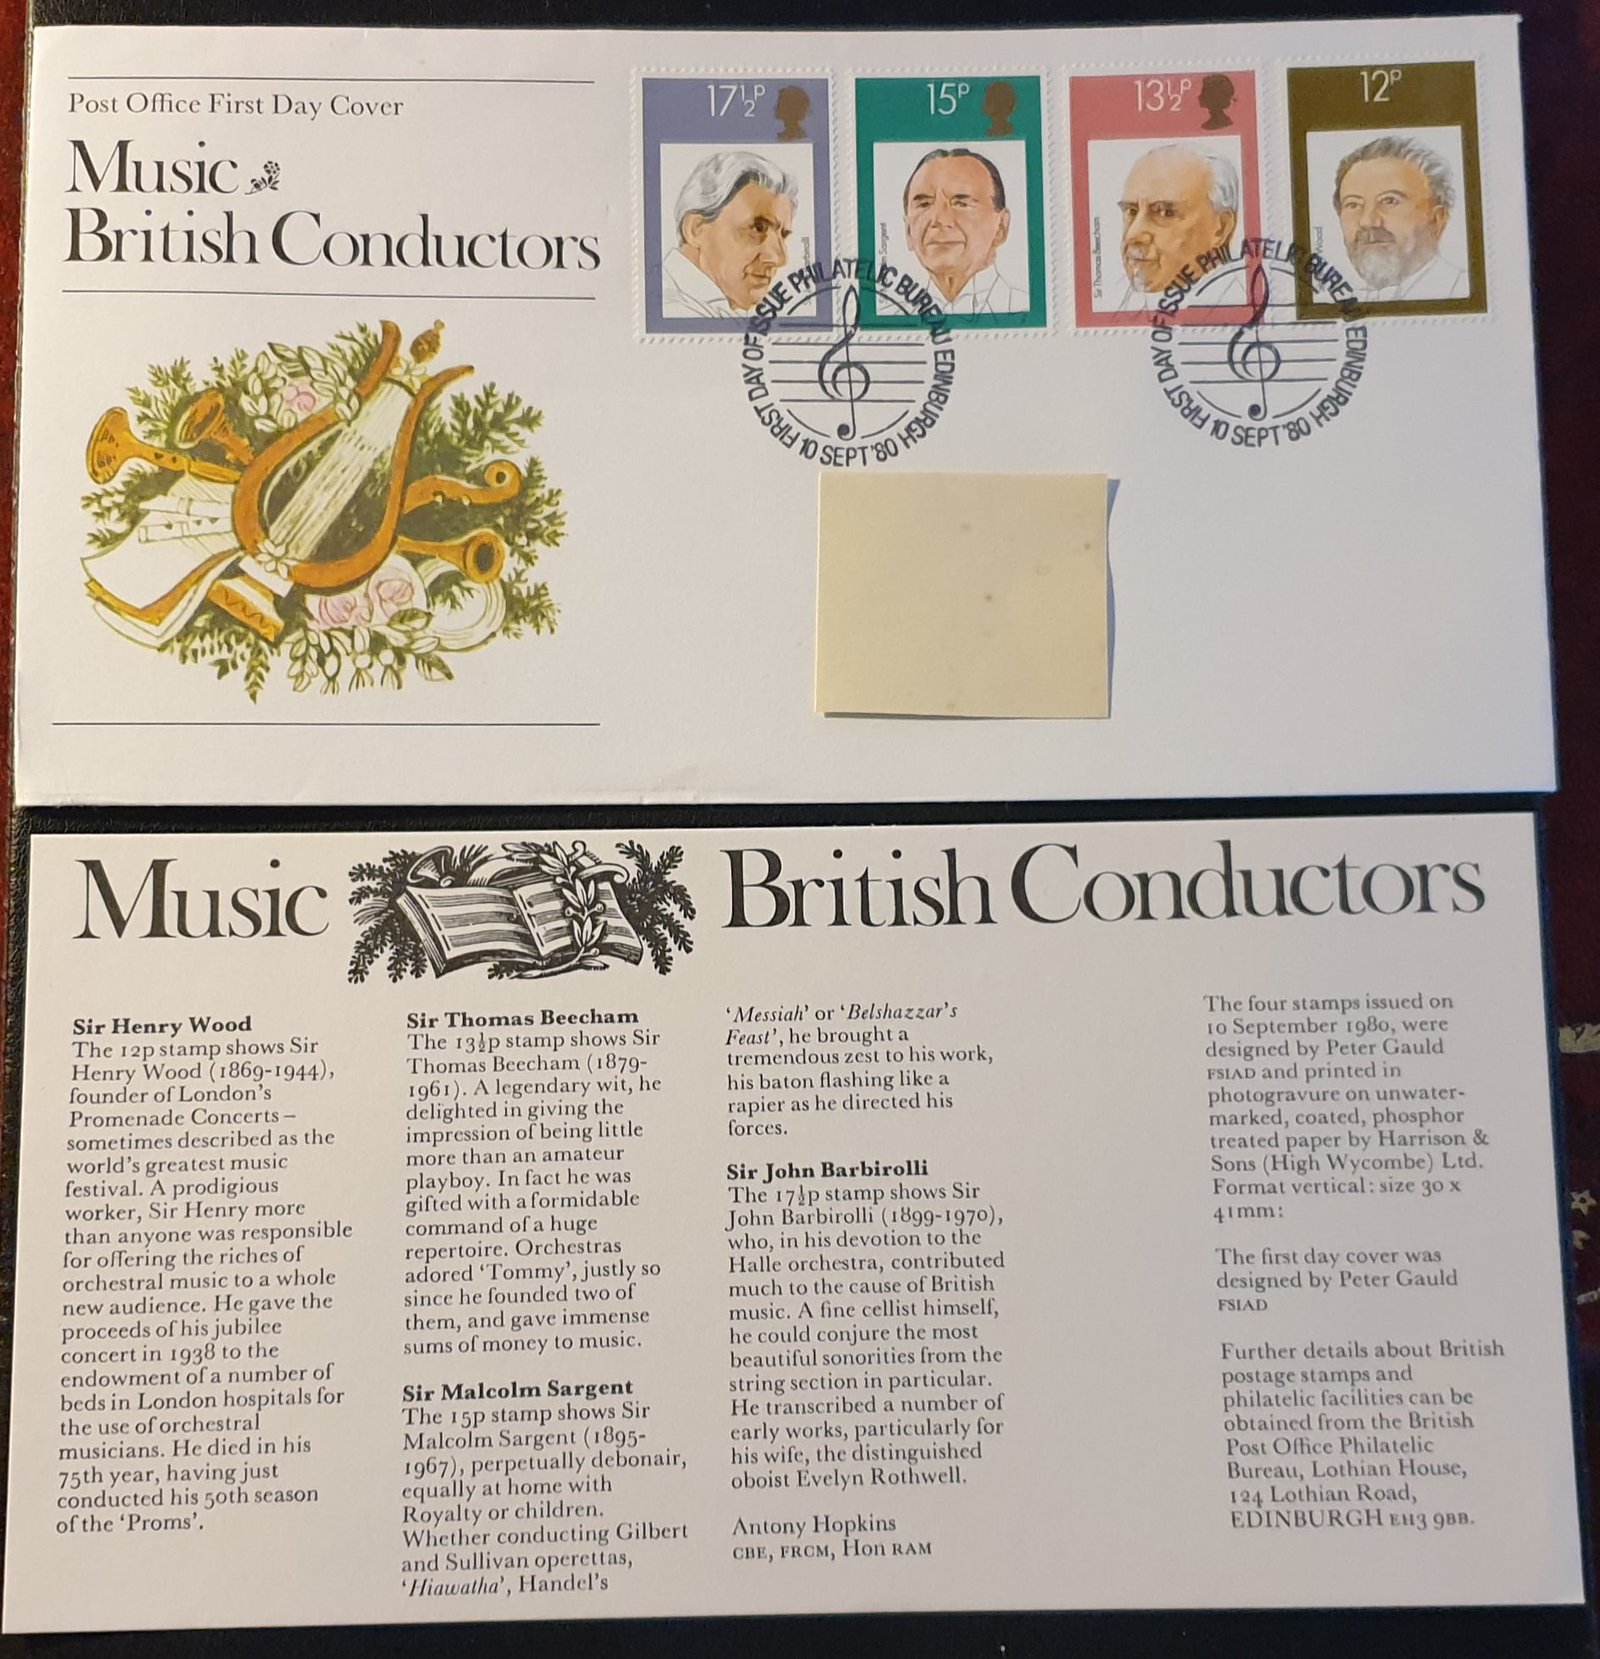 Post Office First Day Cover
Music
British Conductors
17½P
15P
13½P
12P
Sargent
Sir Thomas Beecham
Wood
FIRST DAY OF ISSUE PHILATELIC BUREAU EDINBURGH
10 SEPT '80
FIRST DAY OF ISSUE PHILATELIC BUREAU EDINBURGH
10 SEPT '80
Music British Conductors
Sir Henry Wood
The 12p stamp shows Sir
Henry Wood (1869-1944),
founder of London's
Promenade Concerts –
sometimes described as the
world's greatest music
festival. A prodigious
worker, Sir Henry more
than anyone was responsible
for offering the riches of
orchestral music to a whole
new audience. He gave the
proceeds of his jubilee
concert in 1938 to the
endowment of a number of
beds in London hospitals for
the use of orchestral
musicians. He died in his
75th year, having just
conducted his 50th season
of the 'Proms'.
Sir Thomas Beecham
The 13½p stamp shows Sir
Thomas Beecham (1879-
1961). A legendary wit, he
delighted in giving the
impression of being little
more than an amateur
playboy. In fact he was
gifted with a formidable
command of a huge
repertoire. Orchestras
adored 'Tommy', justly so
since he founded two of
them, and gave immense
sums of money to music.
Sir Malcolm Sargent
The 15p stamp shows Sir
Malcolm Sargent (1895-
1967), perpetually debonair,
equally at home with
Royalty or children.
Whether conducting Gilbert
and Sullivan operettas,
'Hiawatha', Handel's
'Messiah' or 'Belshazzar's
Feast', he brought a
tremendous zest to his work,
his baton flashing like a
rapier as he directed his
forces.
Sir John Barbirolli
The 17½p stamp shows Sir
John Barbirolli (1899-1970),
who, in his devotion to the
Halle orchestra, contributed
much to the cause of British
music. A fine cellist himself,
he could conjure the most
beautiful sonorities from the
string section in particular.
He transcribed a number of
early works, particularly for
his wife, the distinguished
oboist Evelyn Rothwell.
Antony Hopkins
CBE, FRCM, Hon RAM
The four stamps issued on
10 September 1980, were
designed by Peter Gauld
FSIAD and printed in
photogravure on unwater-
marked, coated, phosphor
treated paper by Harrison &
Sons (High Wycombe) Ltd.
Format vertical: size 30 x
41mm:
The first day cover was
designed by Peter Gauld
FSIAD
Further details about British
postage stamps and
philatelic facilities can be
obtained from the British
Post Office Philatelic
Bureau, Lothian House,
124 Lothian Road,
EDINBURGH EH3 9BB.